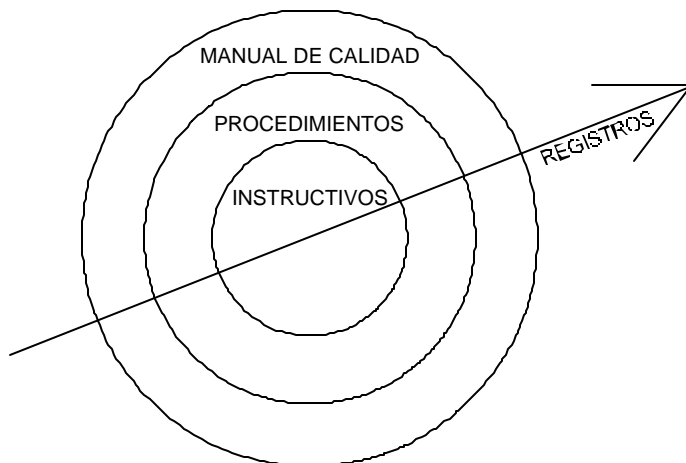 MANUAL DE CALIDAD
PROCEDIMIENTOS
REGISTROS
INSTRUCTIVOS